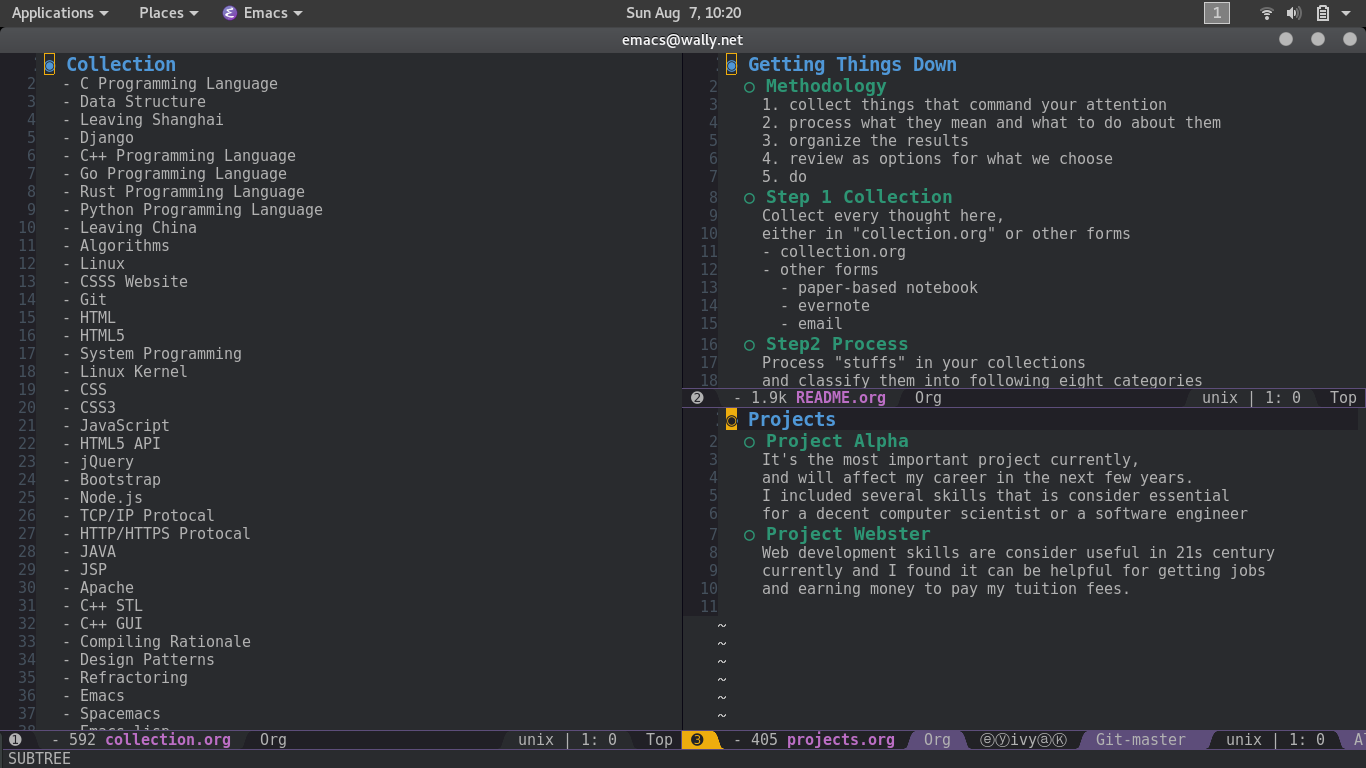 Applications Places Emacs Sun Aug 7, 10:20 1
emacs@wally.net
1 Collection
2 - C Programming Language
3 - Data Structure
4 - Leaving Shanghai
5 - Django
6 - C++ Programming Language
7 - Go Programming Language
8 - Rust Programming Language
9 - Python Programming Language
10 - Leaving China
11 - Algorithms
12 - Linux
13 - CSSS Website
14 - Git
15 - HTML
16 - HTML5
17 - System Programming
18 - Linux Kernel
19 - CSS
20 - CSS3
21 - JavaScript
22 - HTML5 API
23 - jQuery
24 - Bootstrap
25 - Node.js
26 - TCP/IP Protocal
27 - HTTP/HTTPS Protocal
28 - JAVA
29 - JSP
30 - Apache
31 - C++ STL
32 - C++ GUI
33 - Compiling Rationale
34 - Design Patterns
35 - Refractoring
36 - Emacs
37 - Spacemacs
38 - Emacs lisp
❶ - 592 collection.org Org unix | 1: 0 Top
1 ◉ Getting Things Down
2 ○ Methodology
3 1. collect things that command your attention
4 2. process what they mean and what to do about them
5 3. organize the results
6 4. review as options for what we choose
7 5. do
8 ○ Step 1 Collection
9 Collect every thought here,
10 either in "collection.org" or other forms
11 - collection.org
12 - other forms
13 - paper-based notebook
14 - evernote
15 - email
16 ○ Step2 Process
17 Process "stuffs" in your collections
18 and classify them into following eight categories
❷ - 1.9k README.org Org unix | 1: 0 Top
1 ◉ Projects
2 ○ Project Alpha
3 It's the most important project currently,
4 and will affect my career in the next few years.
5 I included several skills that is consider essential
6 for a decent computer scientist or a software engineer
7 ○ Project Webster
8 Web development skills are consider useful in 21s century
9 currently and I found it can be helpful for getting jobs
10 and earning money to pay my tuition fees.
11
~
~
~
~
~
~
❸ - 405 projects.org Org ⓔⓨivyⓐⓀ Git-master unix | 1: 0
SUBTREE